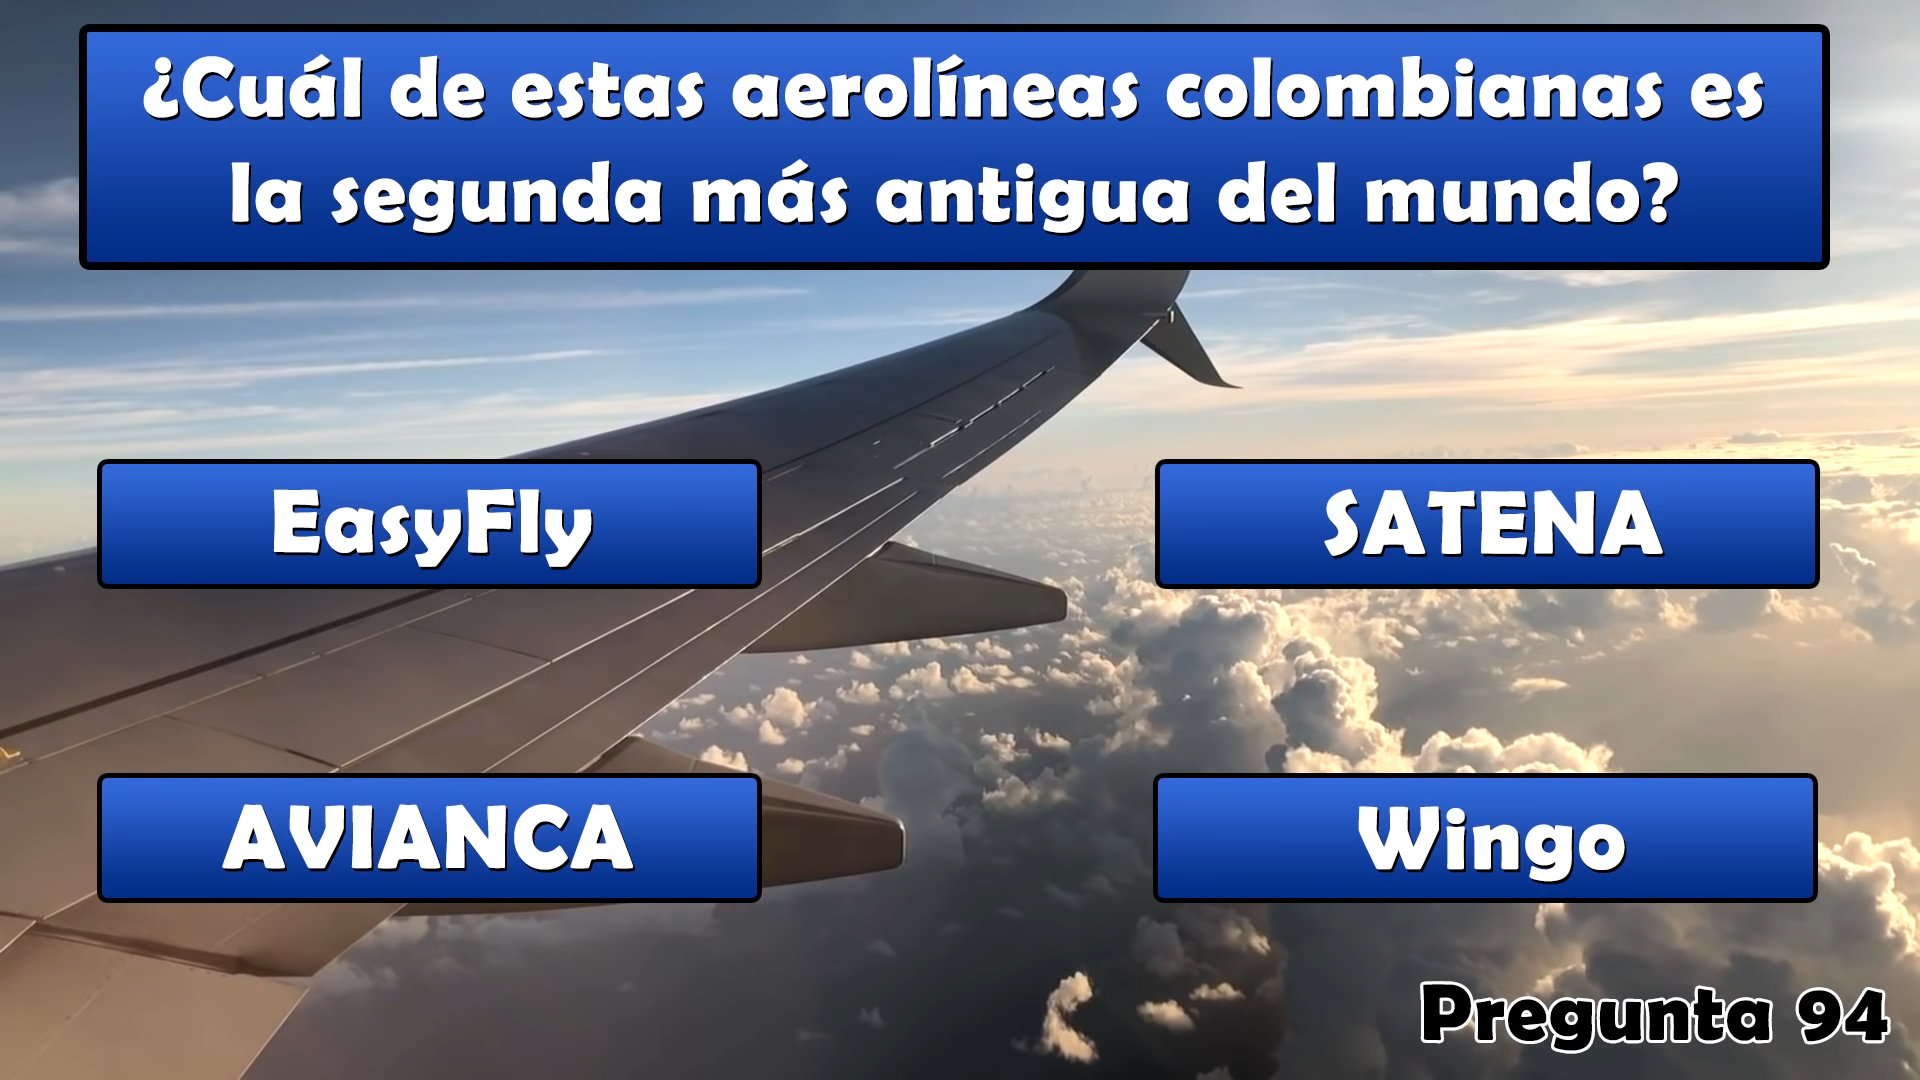 ¿Cuál de estas aerolíneas colombianas es
la segunda más antigua del mundo?
EasyFly
SATENA
AVIANCA
Wingo
Pregunta 94